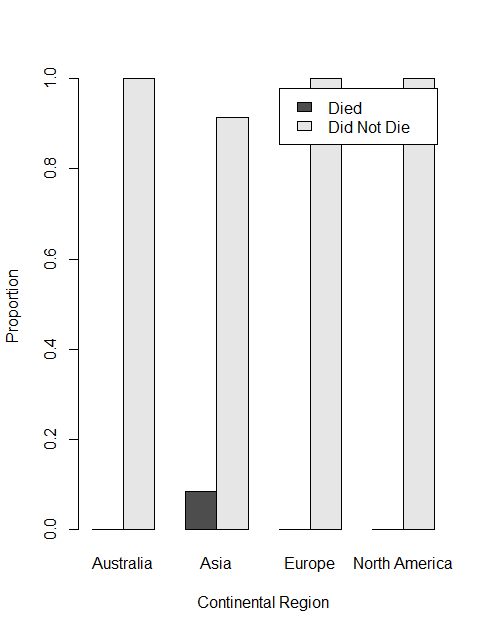 Died
Did Not Die
Proportion
1.0
0.8
0.6
0.4
0.2
0.0
Australia Asia Europe North America
Continental Region